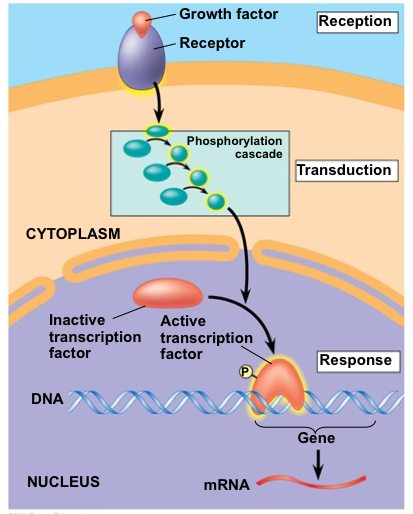 Growth factor
Reception
Receptor
Phosphorylation
cascade
Transduction
CYTOPLASM
Inactive
transcription
factor
Active
transcription
factor
Response
P
DNA
Gene
NUCLEUS
mRNA